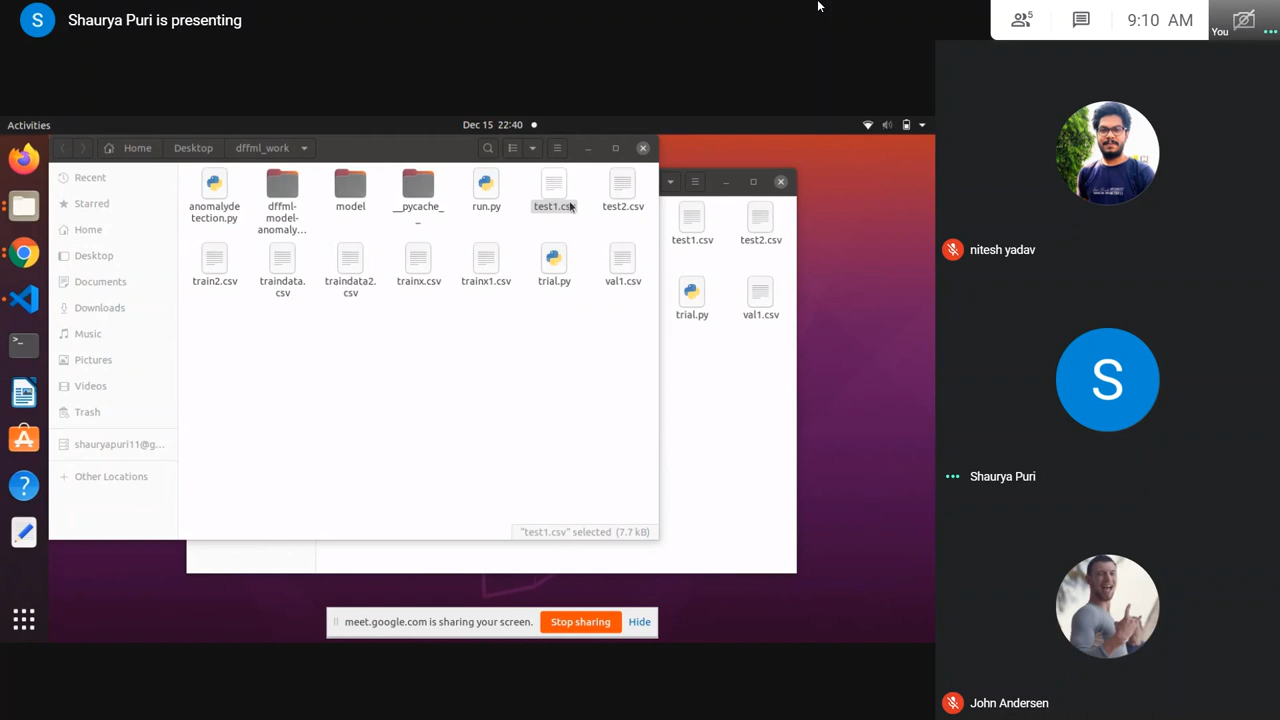 S
Shaurya Puri is presenting
5
9:10 AM
You
Activities
Dec 15 22:40
Home
Desktop
dffml_work
Recent
Starred
Home
Desktop
Documents
Downloads
Music
Pictures
Videos
Trash
shauryapuri11@g...
+ Other Locations
anomalyde
tection.py
dffml-
model-
anomaly...
model
__pycache_
_
run.py
test1.csv
test2.csv
train2.csv
traindata.
csv
traindata2.
csv
trainx.csv
trainx1.csv
trial.py
val1.csv
"test1.csv" selected (7.7 kB)
test1.csv
test2.csv
trial.py
val1.csv
meet.google.com is sharing your screen.
Stop sharing
Hide
nitesh yadav
S
Shaurya Puri
John Andersen